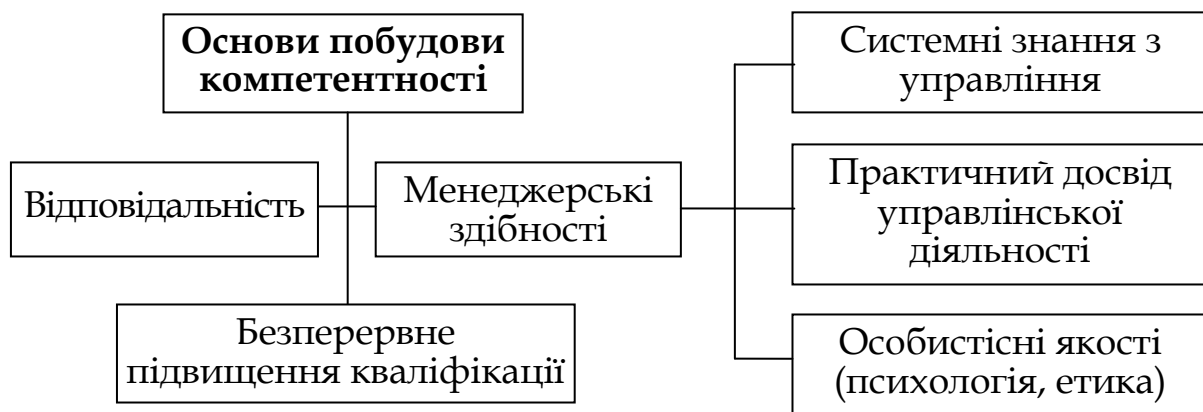 Основи побудови
компетентності
Відповідальність
Менеджерські
здібності
Безперервне
підвищення кваліфікації
Системні знання з
управління
Практичний досвід
управлінської
діяльності
Особистісні якості
(психологія, етика)